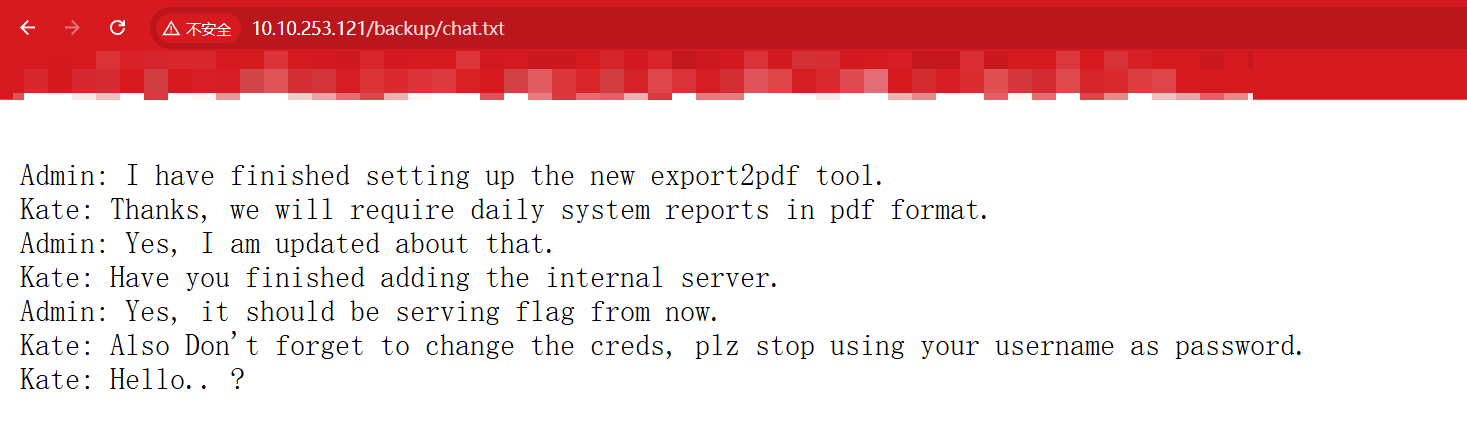 不安全 10.10.253.121/backup/chat.txt
Admin: I have finished setting up the new export2pdf tool.
Kate: Thanks, we will require daily system reports in pdf format.
Admin: Yes, I am updated about that.
Kate: Have you finished adding the internal server.
Admin: Yes, it should be serving flag from now.
Kate: Also Don't forget to change the creds, plz stop using your username as password.
Kate: Hello.. ?